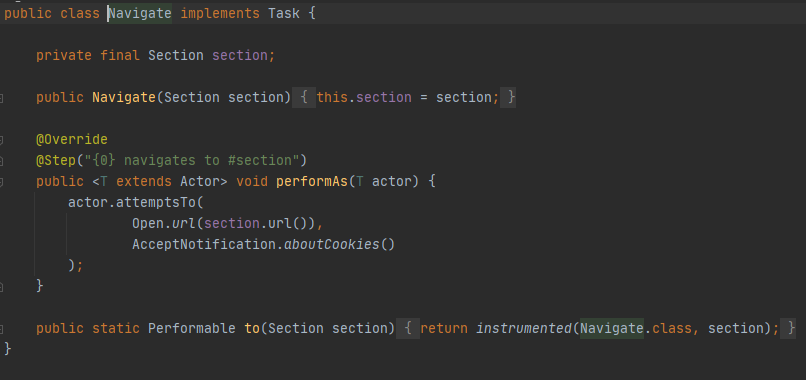 public class Navigate implements Task {
private final Section section;
public Navigate(Section section) { this.section = section; }
@Override
@Step("{0} navigates to #section")
public <T extends Actor> void performAs(T actor) {
actor.attemptsTo(
Open.url(section.url()),
AcceptNotification.aboutCookies()
);
}
public static Performable to(Section section) { return instrumented(Navigate.class, section); }
}